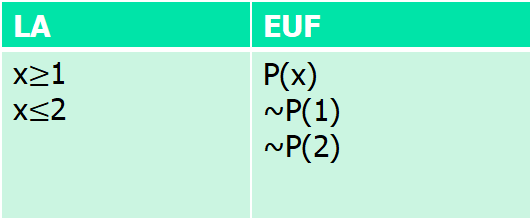 LA EUF
x≥1 P(x)
x≤2 ~P(1)
~P(2)